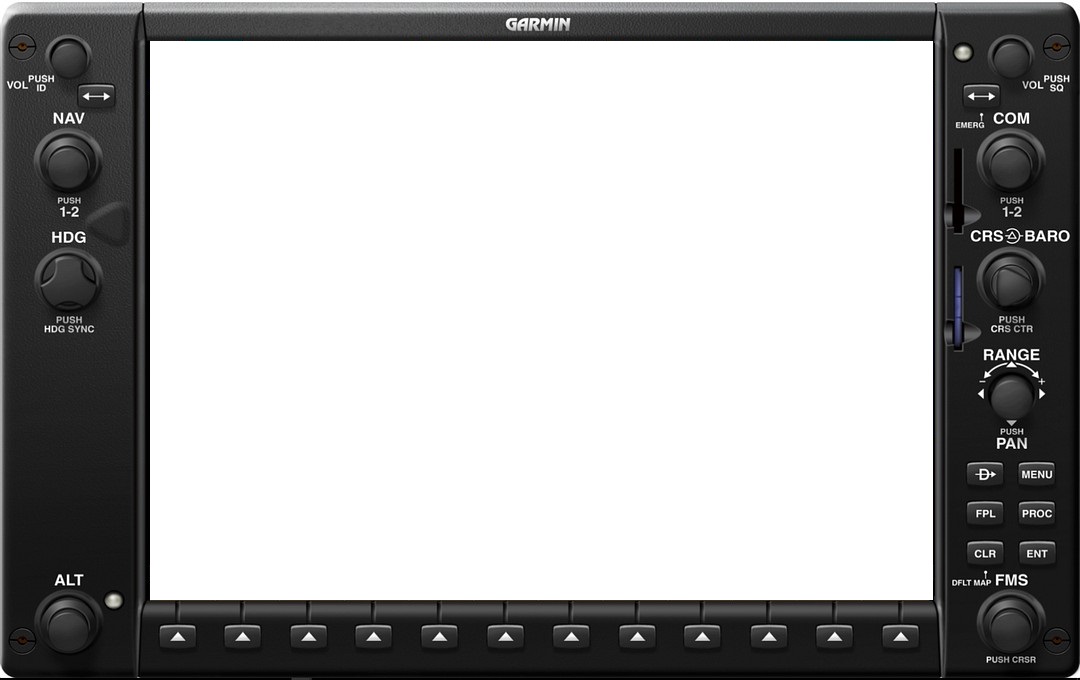 GARMIN
VOL PUSH ID
NAV
PUSH
1-2
HDG
PUSH
HDG SYNC
ALT
VOL PUSH SQ
EMERG COM
PUSH
1-2
CRS BARO
PUSH
CRS CTR
RANGE
- +
PUSH
PAN
D MENU
FPL PROC
CLR ENT
DFLT MAP FMS
PUSH CRSR